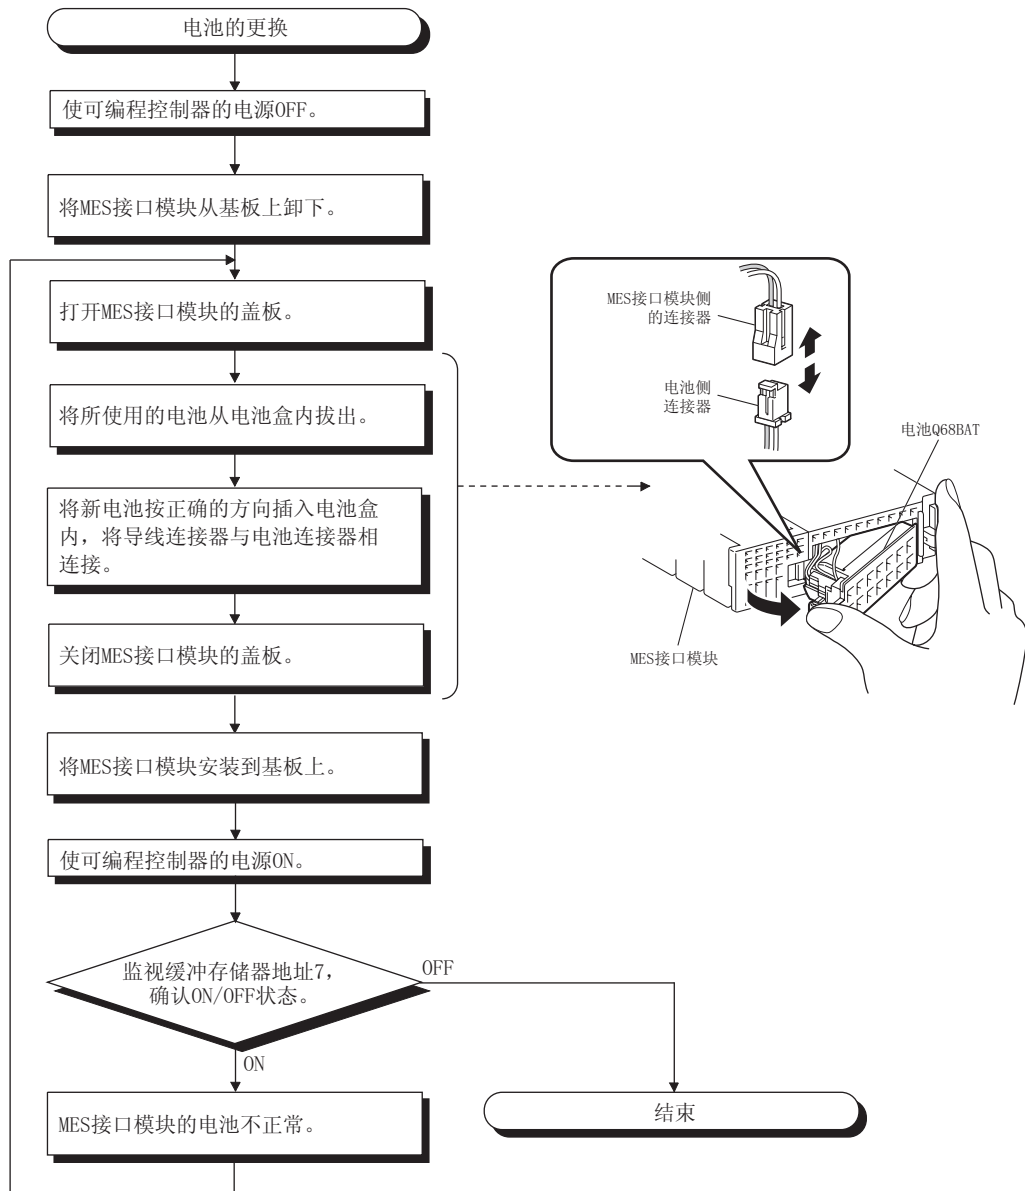 电池的更换
使可编程控制器的电源OFF。
将MES接口模块从基板上卸下。
打开MES接口模块的盖板。
将所使用的电池从电池盒内拔出。
将新电池按正确的方向插入电池盒
内，将导线连接器与电池连接器相
连接。
关闭MES接口模块的盖板。
将MES接口模块安装到基板上。
使可编程控制器的电源ON。
监视缓冲存储器地址7，
确认ON/OFF状态。
OFF
ON
MES接口模块的电池不正常。
结束
MES接口模块侧
的连接器
电池侧
连接器
电池Q68BAT
MES接口模块